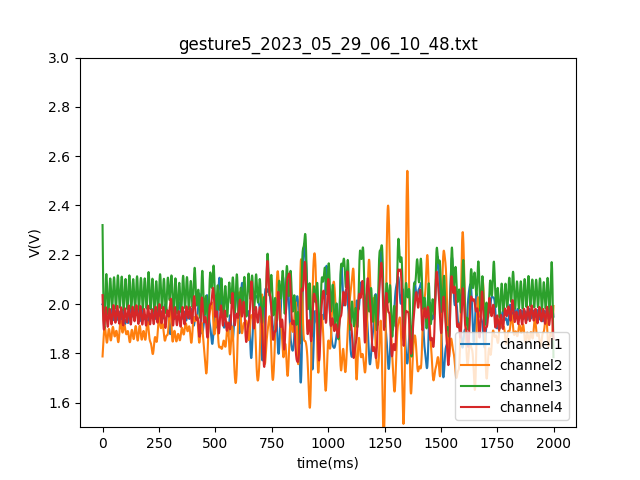 gesture5_2023_05_29_06_10_48.txt
3.0
2.8
2.6
2.4
2.2
2.0
1.8
1.6
V(V)
channel1
channel2
channel3
channel4
0 250 500 750 1000 1250 1500 1750 2000
time(ms)